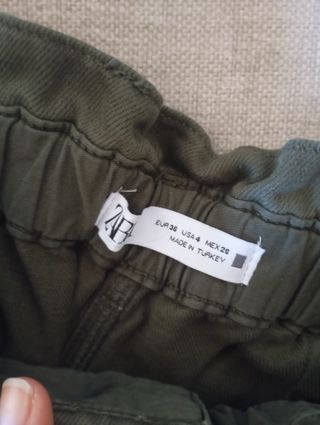 ZARA
EUR 36 USA 4 MEX 26
MADE IN TURKEY